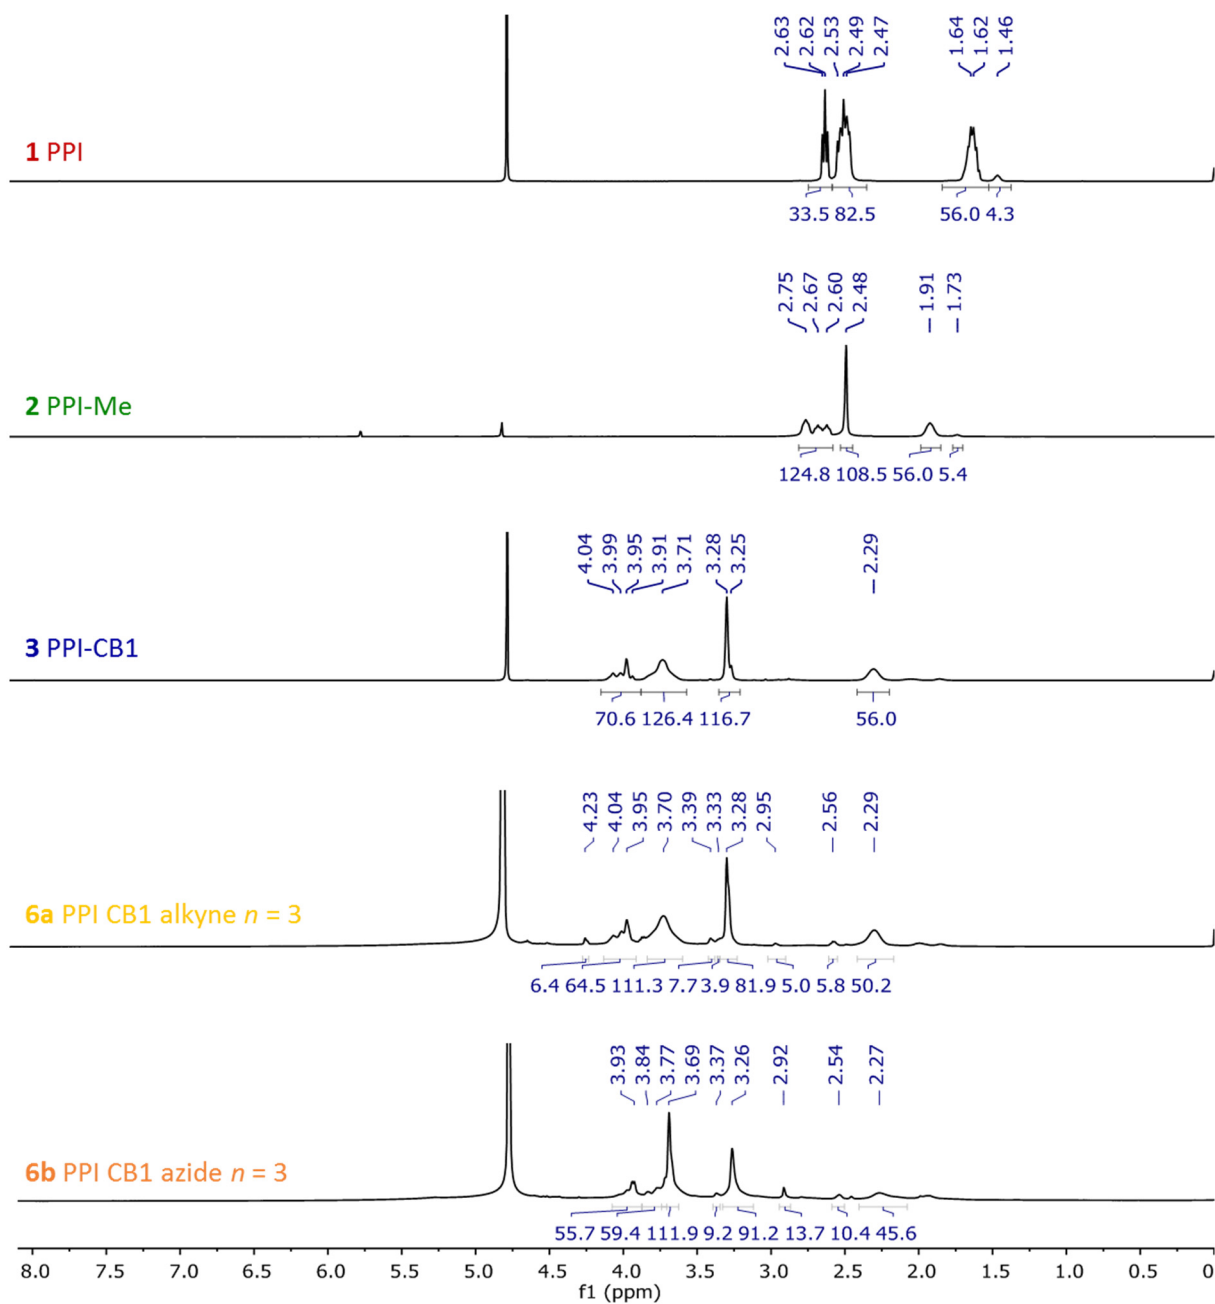 2.63 2.62 2.53 2.49 2.47 1.64 1.62 1.46
1 PPI
33.5 82.5 56.0 4.3
2.75 2.67 2.60 2.48 1.91 1.73
2 PPI-Me
124.8 108.5 56.0 5.4
4.04 3.99 3.95 3.91 3.71 3.28 3.25 2.29
3 PPI-CB1
70.6 126.4 116.7 56.0
4.23 4.04 3.95 3.70 3.39 3.33 3.28 2.95 2.56 2.29
6a PPI CB1 alkyne n = 3
6.4 64.5 111.3 7.7 3.9 81.9 5.0 5.8 50.2
3.93 3.84 3.77 3.69 3.37 3.26 2.92 2.54 2.27
6b PPI CB1 azide n = 3
55.7 59.4 111.9 9.2 91.2 13.7 10.4 45.6
8.0 7.5 7.0 6.5 6.0 5.5 5.0 4.5 4.0 3.5 3.0 2.5 2.0 1.5 1.0 0.5 0
f1 (ppm)